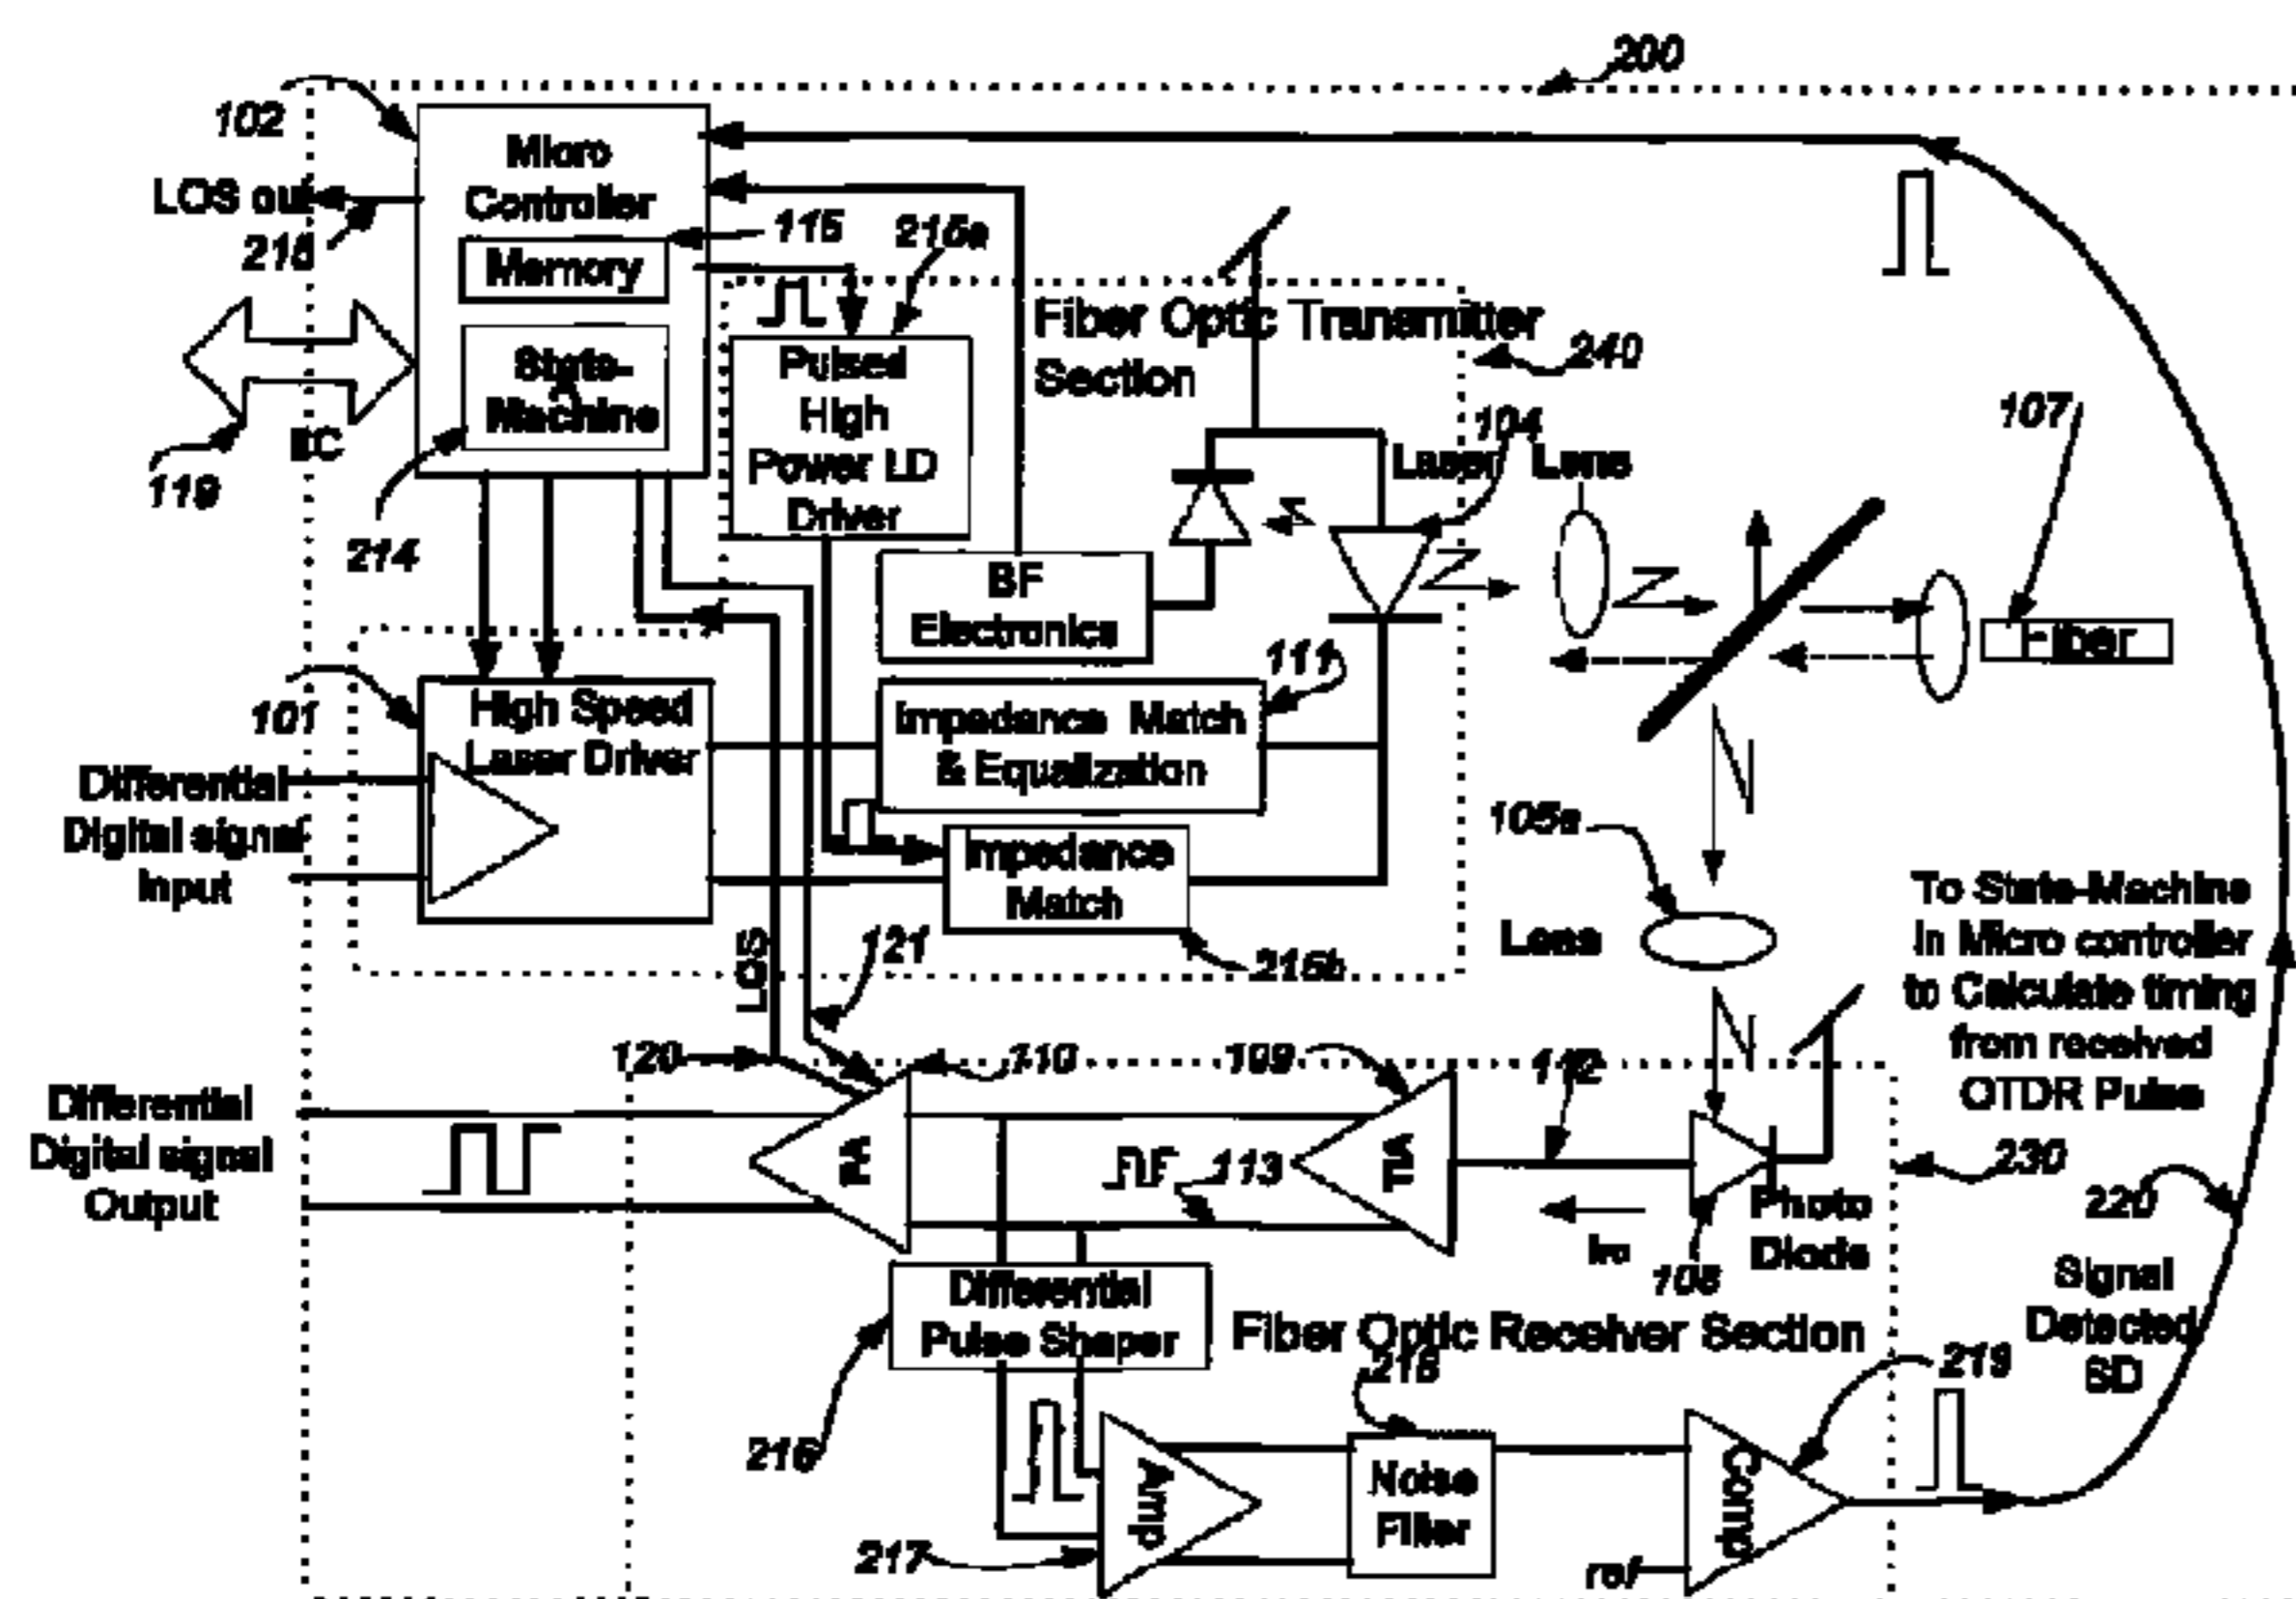 200
102
Micro
Controller
LOS out
215
115
215a
Memory
Fiber Optic Transmitter
Section
240
State-
Machine
Pulsed
High
Power LD
Driver
104
107
Laser Lens
119
214
BF
Electronics
Fiber
111
101
High Speed
Laser Driver
Impedance Match
& Equalization
Differential
Digital signal
Input
Impedance
Match
105a
Lens
To State-Machine
in Micro controller
to Calculate timing
from received
OTDR Pulse
LOS
121
215b
120
110
109
112
Differential
Digital signal
Output
TIA
113
230
220
Photo
Diode
Differential
Pulse Shaper
Fiber Optic Receiver Section
Signal
Detected
SD
218
219
216
Amp
Noise
Filter
Comp
217
ref